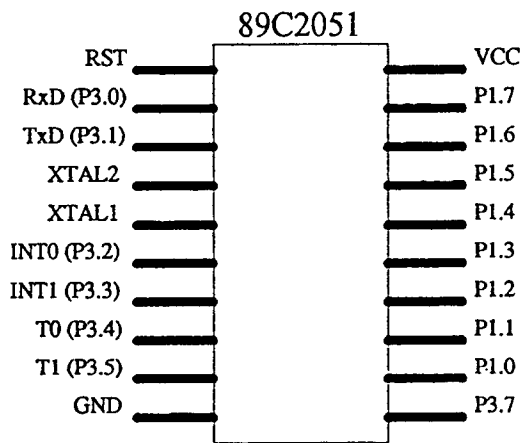 89C2051
RST
RxD (P3.0)
TxD (P3.1)
XTAL2
XTAL1
INT0 (P3.2)
INT1 (P3.3)
T0 (P3.4)
T1 (P3.5)
GND
VCC
P1.7
P1.6
P1.5
P1.4
P1.3
P1.2
P1.1
P1.0
P3.7